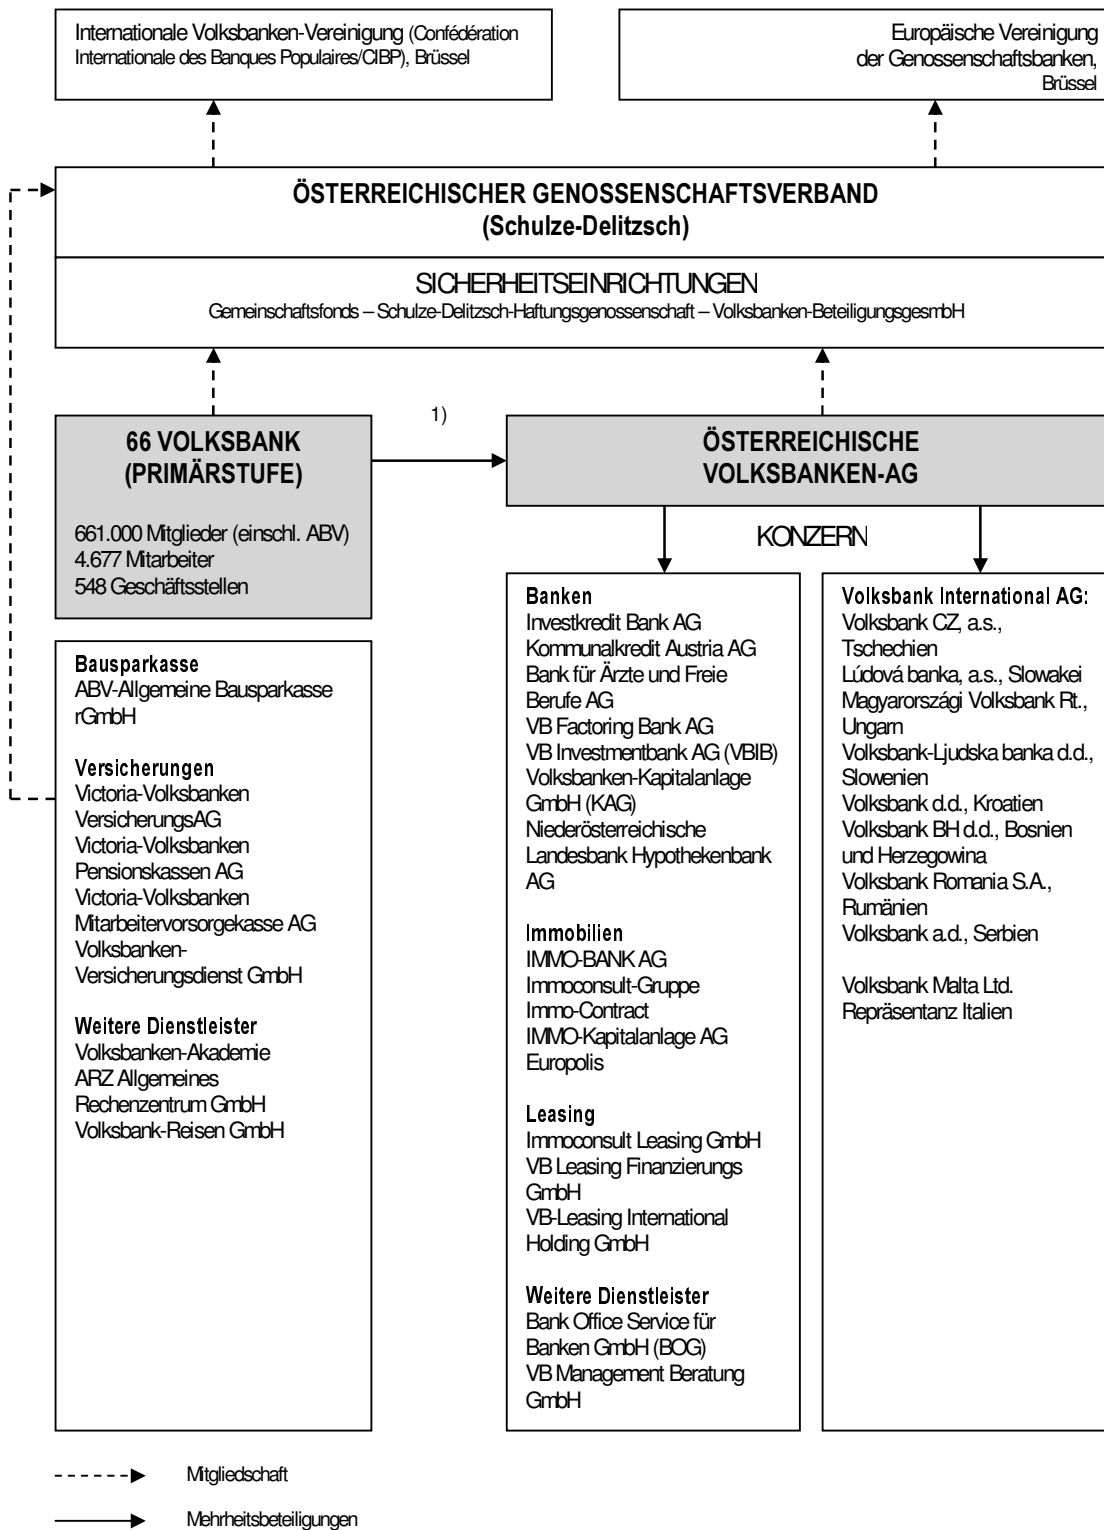 Internationale Volksbanken-Vereinigung (Confédération
Internationale des Banques Populaires/CIBP), Brüssel
Europäische Vereinigung
der Genossenschaftsbanken,
Brüssel
ÖSTERREICHISCHER GENOSSENSCHAFTSVERBAND
(Schulze-Delitzsch)
SICHERHEITSEINRICHTUNGEN
Gemeinschaftsfonds – Schulze-Delitzsch-Haftungsgenossenschaft – Volksbanken-BeteiligungsgesmbH
66 VOLKSBANK
(PRIMÄRSTUFE)
661.000 Mitglieder (einschl. ABV)
4.677 Mitarbeiter
548 Geschäftsstellen
1)
ÖSTERREICHISCHE
VOLKSBANKEN-AG
KONZERN
Bausparkasse
ABV-Allgemeine Bausparkasse
rGmbH
Versicherungen
Victoria-Volksbanken
VersicherungsAG
Victoria-Volksbanken
Pensionskassen AG
Victoria-Volksbanken
Mitarbeitervorsorgekasse AG
Volksbanken-
Versicherungsdienst GmbH
Weitere Dienstleister
Volksbanken-Akademie
ARZ Allgemeines
Rechenzentrum GmbH
Volksbank-Reisen GmbH
Banken
Investkredit Bank AG
Kommunalkredit Austria AG
Bank für Ärzte und Freie
Berufe AG
VB Factoring Bank AG
VB Investmentbank AG (VBIB)
Volksbanken-Kapitalanlage
GmbH (KAG)
Niederösterreichische
Landesbank Hypothekenbank
AG
Immobilien
IMMO-BANK AG
Immoconsult-Gruppe
Immo-Contract
IMMO-Kapitalanlage AG
Europolis
Leasing
Immoconsult Leasing GmbH
VB Leasing Finanzierungs
GmbH
VB-Leasing International
Holding GmbH
Weitere Dienstleister
Bank Office Service für
Banken GmbH (BOG)
VB Management Beratung
GmbH
Volksbank International AG:
Volksbank CZ, a.s.,
Tschechien
Lúdová banka, a.s., Slowakei
Magyarországi Volksbank Rt.,
Ungarn
Volksbank-Ljudska banka d.d.,
Slowenien
Volksbank d.d., Kroatien
Volksbank BH d.d., Bosnien
und Herzegowina
Volksbank Romania S.A.,
Rumänien
Volksbank a.d., Serbien
Volksbank Malta Ltd.
Repräsentanz Italien
Mitgliedschaft
Mehrheitsbeteiligungen